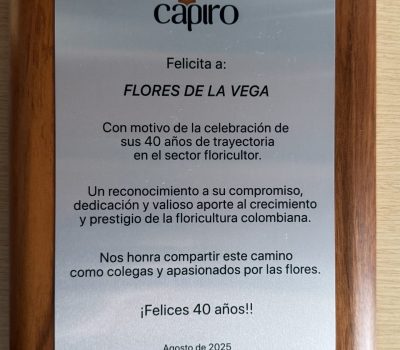 capiro
Felicita a:
FLORES DE LA VEGA
Con motivo de la celebración de
sus 40 años de trayectoria
en el sector floricultor.
Un reconocimiento a su compromiso,
dedicación y valioso aporte al crecimiento
y prestigio de la floricultura colombiana.
Nos honra compartir este camino
como colegas y apasionados por las flores.
¡Felices 40 años!!
Agosto de 2025